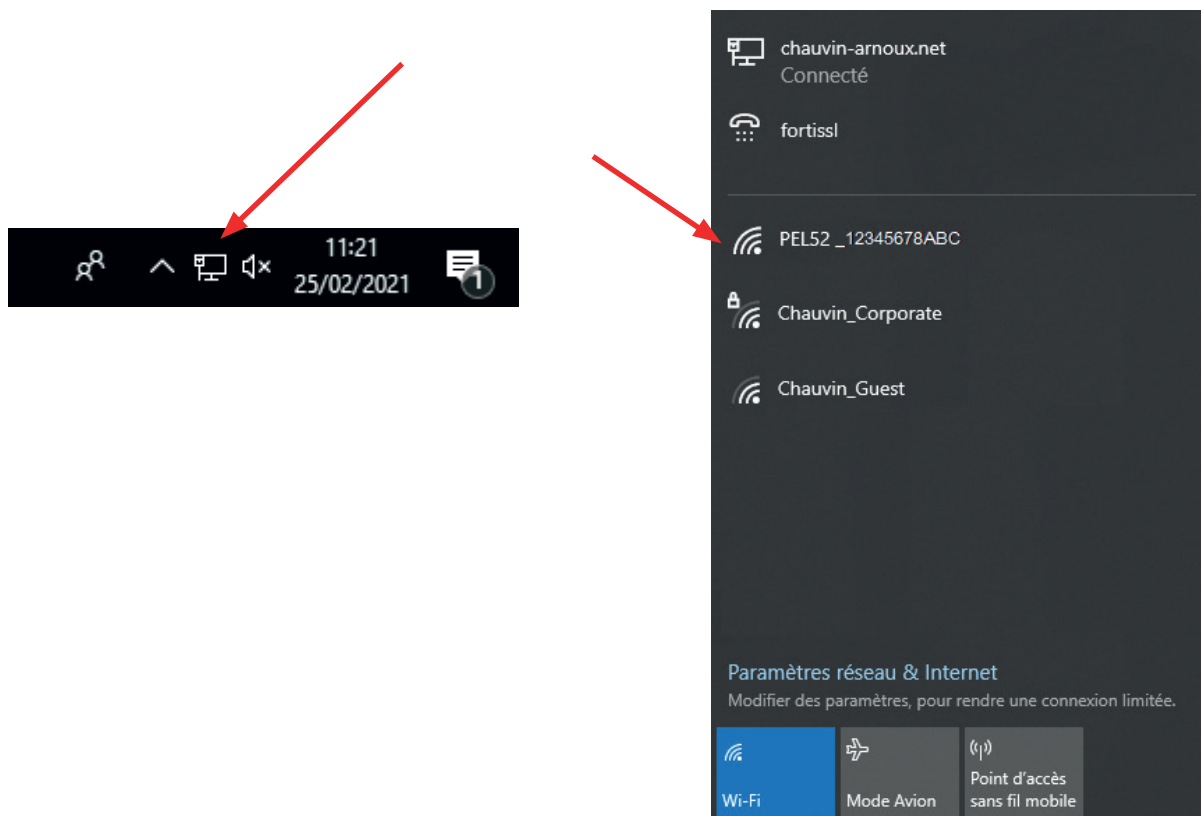 11:21
25/02/2021
1
chauvin-arnoux.net
Connecté
fortissl
PEL52 _12345678ABC
Chauvin_Corporate
Chauvin_Guest
Paramètres réseau & Internet
Modifier des paramètres, pour rendre une connexion limitée.
Wi-Fi
Mode Avion
Point d'accès
sans fil mobile